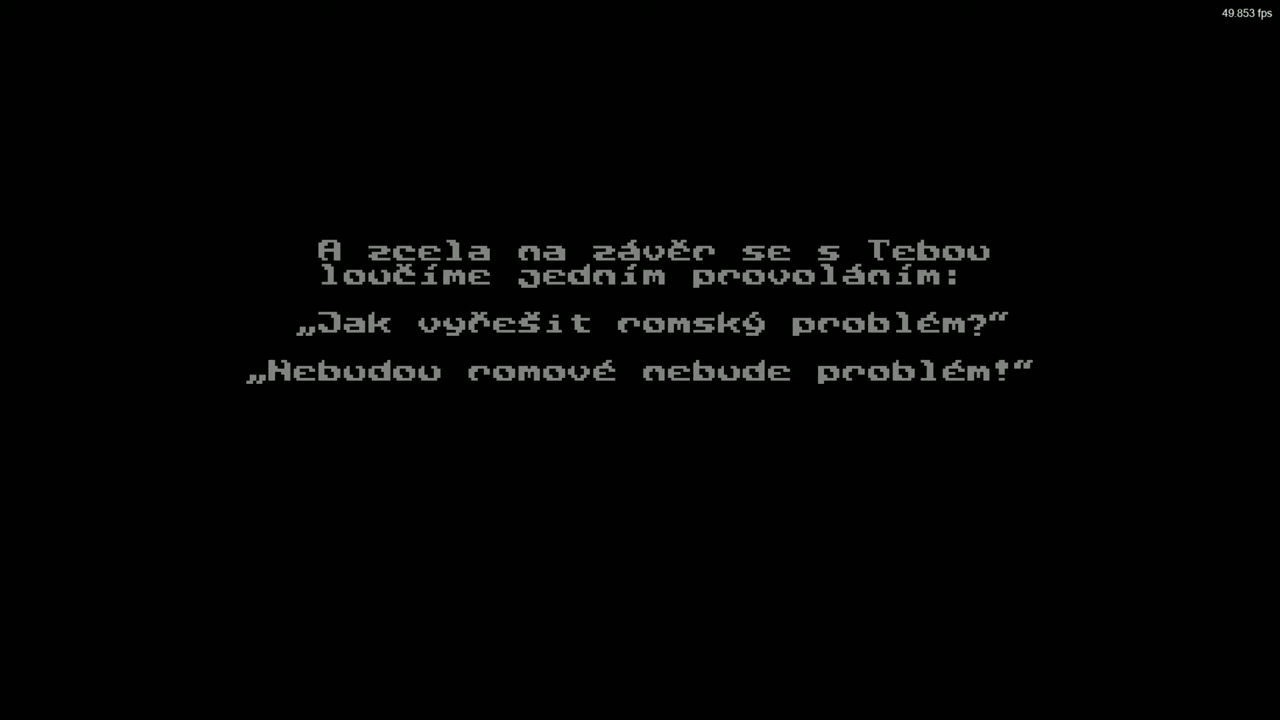 49.853 fps
A zcela na závěr se s Tebou
loučíme jedním provoláním:
„Jak vyřešit romský problém?“
„Nebudou romové nebude problém!“